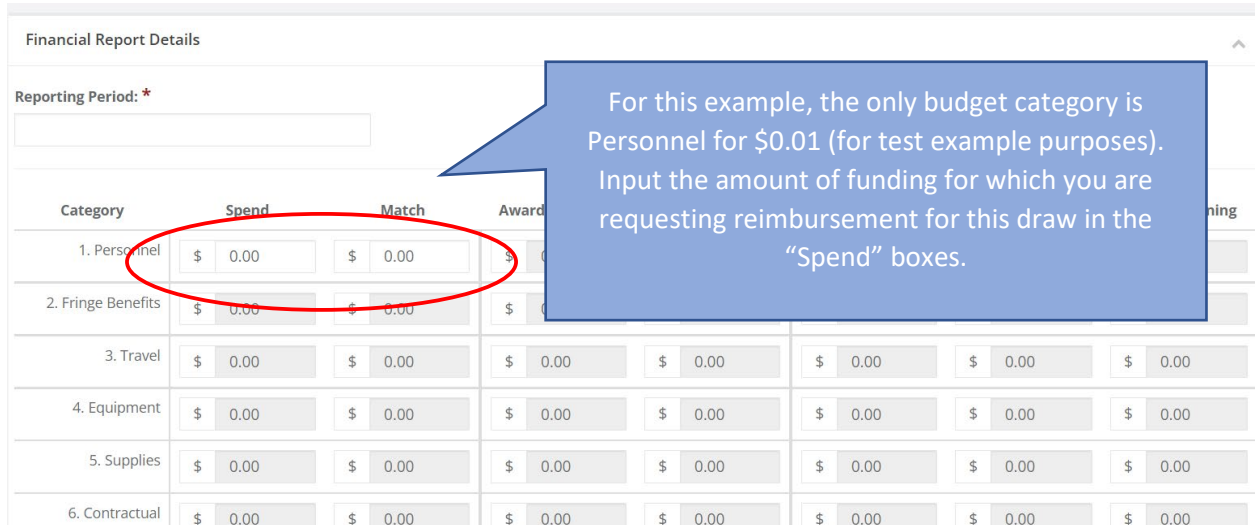 Financial Report Details
Reporting Period: *
For this example, the only budget category is
Personnel for $0.01 (for test example purposes).
Input the amount of funding for which you are
requesting reimbursement for this draw in the
“Spend” boxes.
Category Spend Match
1. Personnel $ 0.00 $ 0.00 $
2. Fringe Benefits $ 0.00 $ 0.00 $
3. Travel $ 0.00 $ 0.00 $ 0.00 $ 0.00 $ 0.00 $ 0.00 $ 0.00
4. Equipment $ 0.00 $ 0.00 $ 0.00 $ 0.00 $ 0.00 $ 0.00 $ 0.00
5. Supplies $ 0.00 $ 0.00 $ 0.00 $ 0.00 $ 0.00 $ 0.00 $ 0.00
6. Contractual $ 0.00 $ 0.00 $ 0.00 $ 0.00 $ 0.00 $ 0.00 $ 0.00